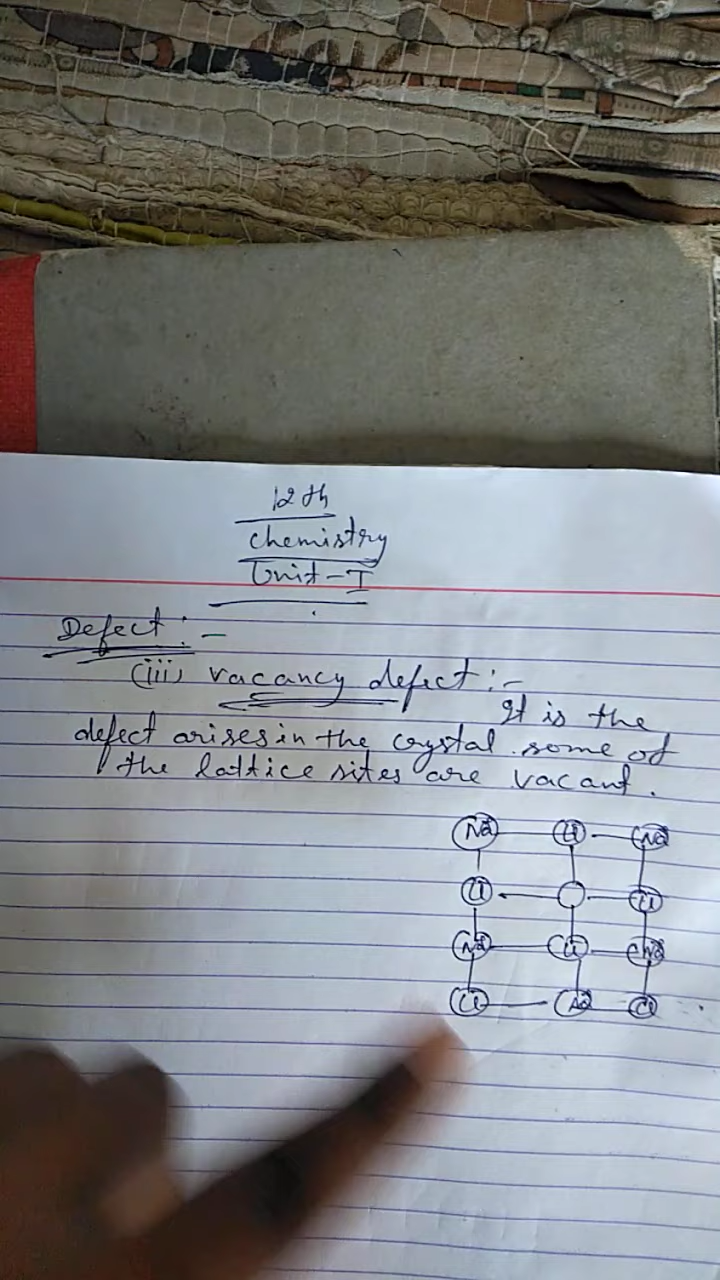 12th
chemistry
Unit-I
Defect:-
(iii) vacancy defect:-
It is the
defect arises in the crystal some of
the lattice sites are vacant.
Na Cl Na
Cl Cl
Na Cl Na
Cl Na Cl